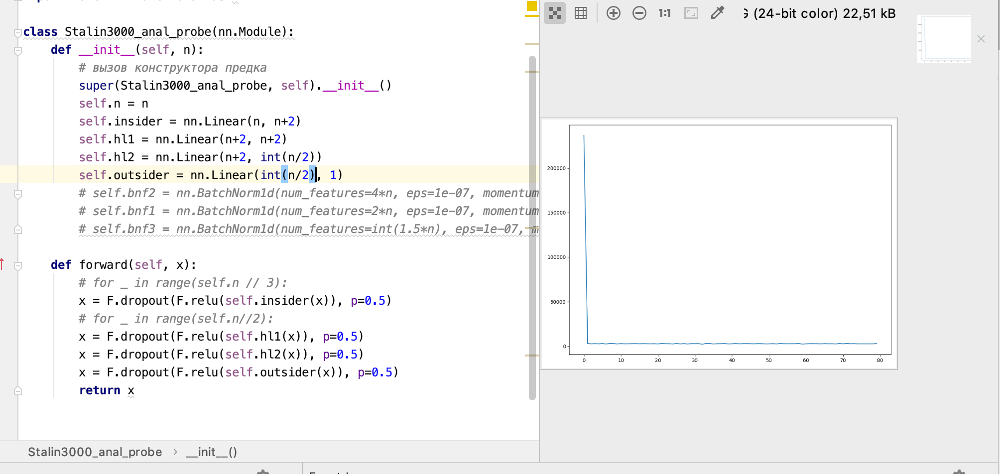 class Stalin3000_anal_probe(nn.Module):
def __init__(self, n):
# вызов конструктора предка
super(Stalin3000_anal_probe, self).__init__()
self.n = n
self.insider = nn.Linear(n, n+2)
self.hl1 = nn.Linear(n+2, n+2)
self.hl2 = nn.Linear(n+2, int(n/2))
self.outsider = nn.Linear(int(n/2), 1)
# self.bnf2 = nn.BatchNorm1d(num_features=4*n, eps=1e-07, momentum
# self.bnf1 = nn.BatchNorm1d(num_features=2*n, eps=1e-07, momentum
# self.bnf3 = nn.BatchNorm1d(num_features=int(1.5*n), eps=1e-07, m
def forward(self, x):
# for _ in range(self.n // 3):
x = F.dropout(F.relu(self.insider(x)), p=0.5)
# for _ in range(self.n//2):
x = F.dropout(F.relu(self.hl1(x)), p=0.5)
x = F.dropout(F.relu(self.hl2(x)), p=0.5)
x = F.dropout(F.relu(self.outsider(x)), p=0.5)
return x
Stalin3000_anal_probe › __init__()
1:1
G (24-bit color) 22,51 kB
200000
150000
100000
50000
0
0 10 20 30 40 50 60 70 80